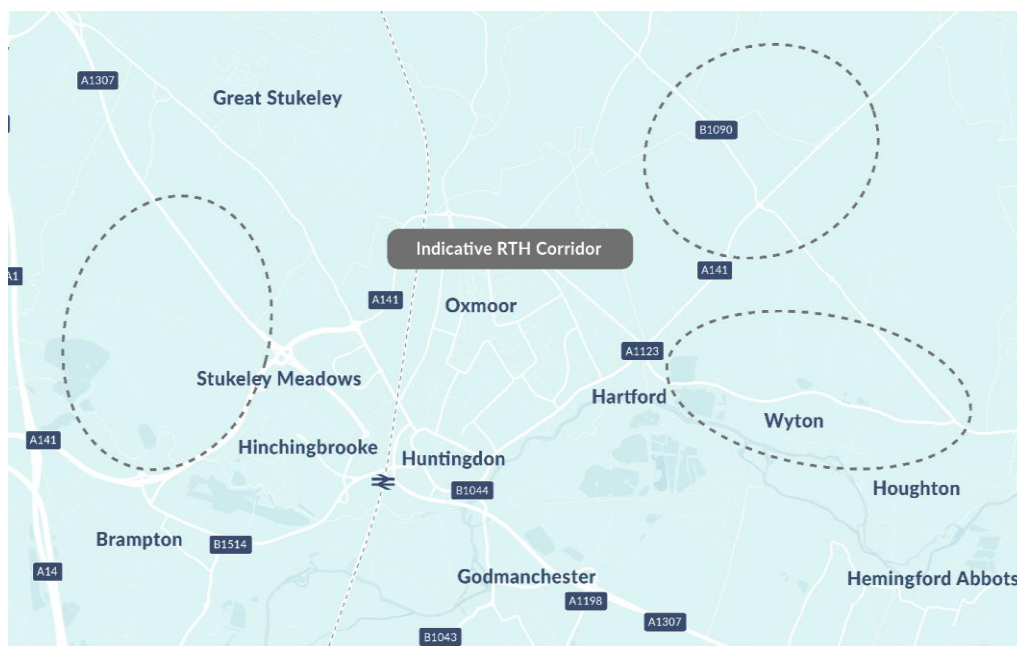 A1307
Great Stukeley
B1090
Indicative RTH Corridor
A141
A1
A141
Oxmoor
A1123
Stukeley Meadows
Hartford
Wyton
A141
Hinchingbrooke
Huntingdon
B1044
Houghton
Brampton
B1514
A14
Godmanchester
Hemingford Abbots
A1198
A1307
B1043